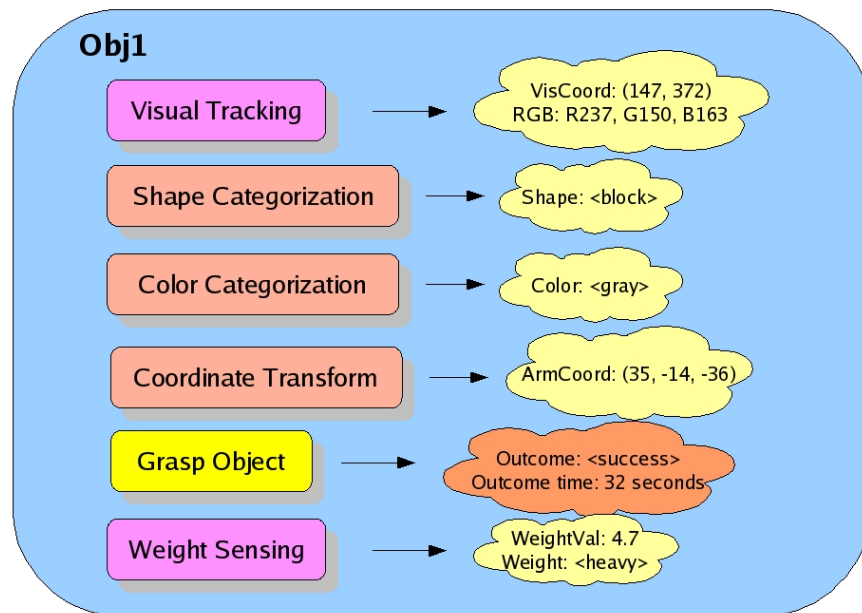 Obj1
Visual Tracking
VisCoord: (147, 372)
RGB: R237, G150, B163
Shape Categorization
Shape: <block>
Color Categorization
Color: <gray>
Coordinate Transform
ArmCoord: (35, -14, -36)
Grasp Object
Outcome: <success>
Outcome time: 32 seconds
Weight Sensing
WeightVal: 4.7
Weight: <heavy>